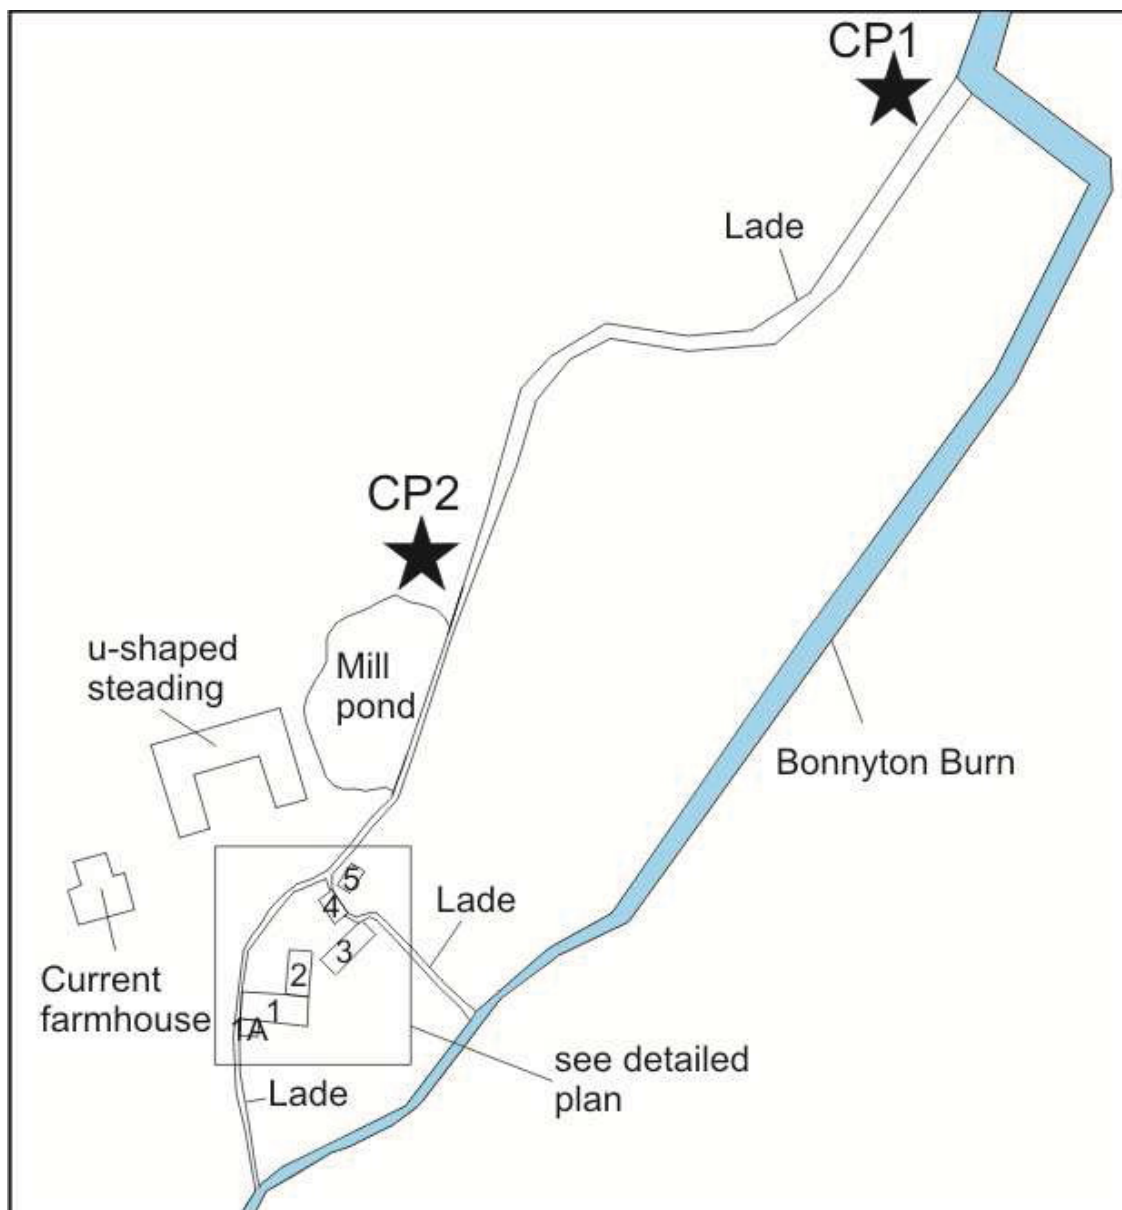 CP1
Lade
CP2
u-shaped
steading
Mill
pond
Bonnyton Burn
5
4
Lade
3
2
Current
farmhouse
1
1A
see detailed
plan
Lade